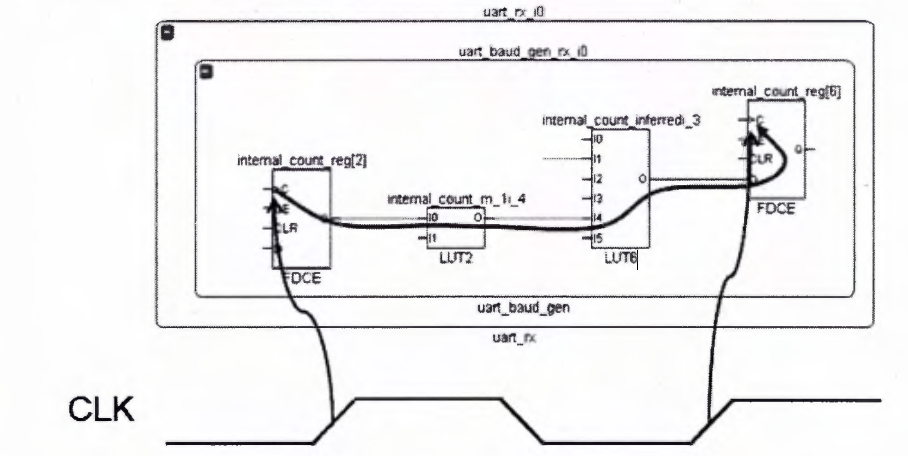 uart_rx_i0
uart_baud_gen_rx_i0
internal_count_reg[6]
internal_count_inferredi_3
C
CLR
Q
FDCE
I0
I1
I2
I3
I4
I5
O
LUT6
internal_count_reg[2]
C
CE
CLR
FDCE
internal_count_m_1i_4
I0
I1
O
LUT2
uart_baud_gen
uart_rx
CLK